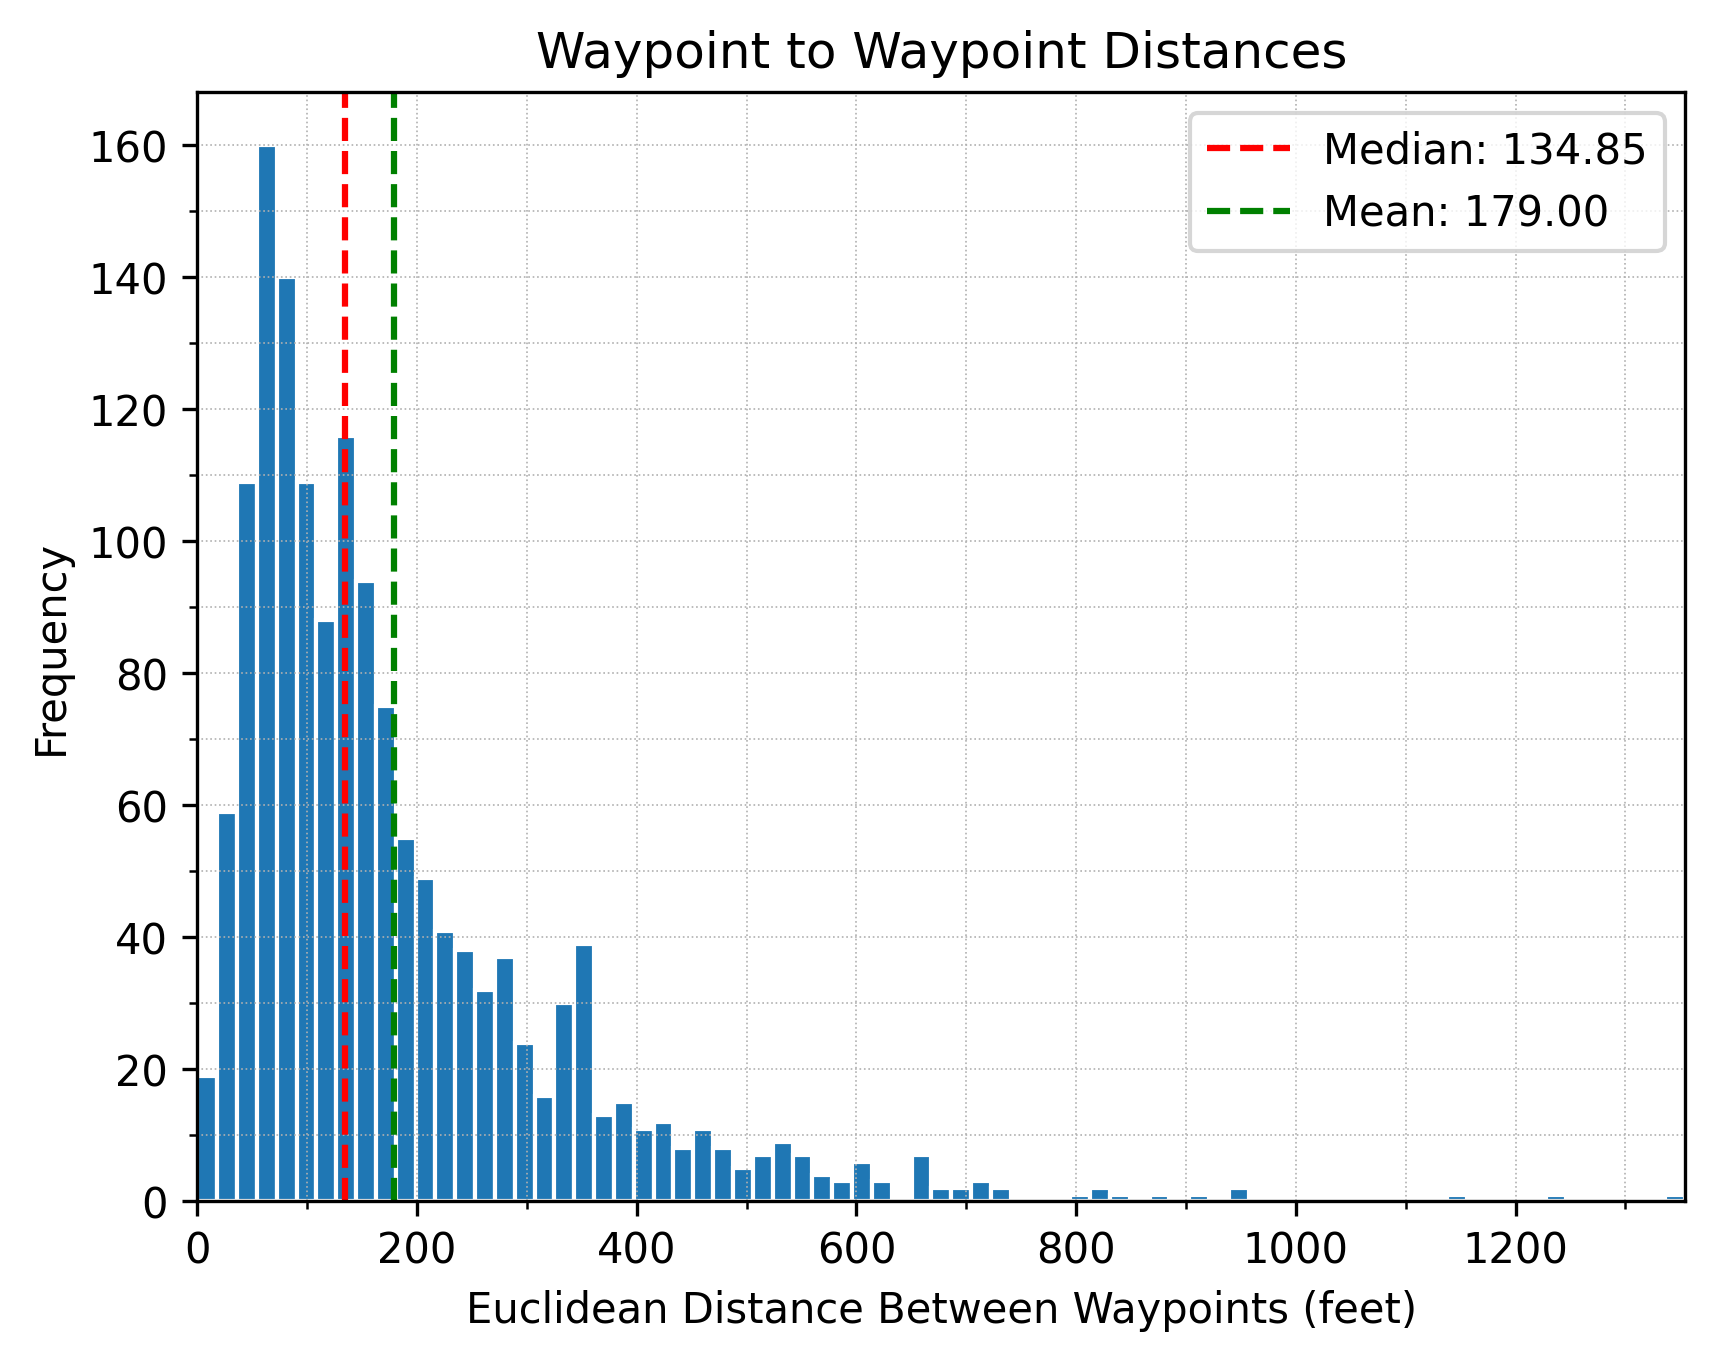 Waypoint to Waypoint Distances
Median: 134.85
Mean: 179.00
160
140
120
100
80
60
40
20
0
Frequency
0 200 400 600 800 1000 1200
Euclidean Distance Between Waypoints (feet)